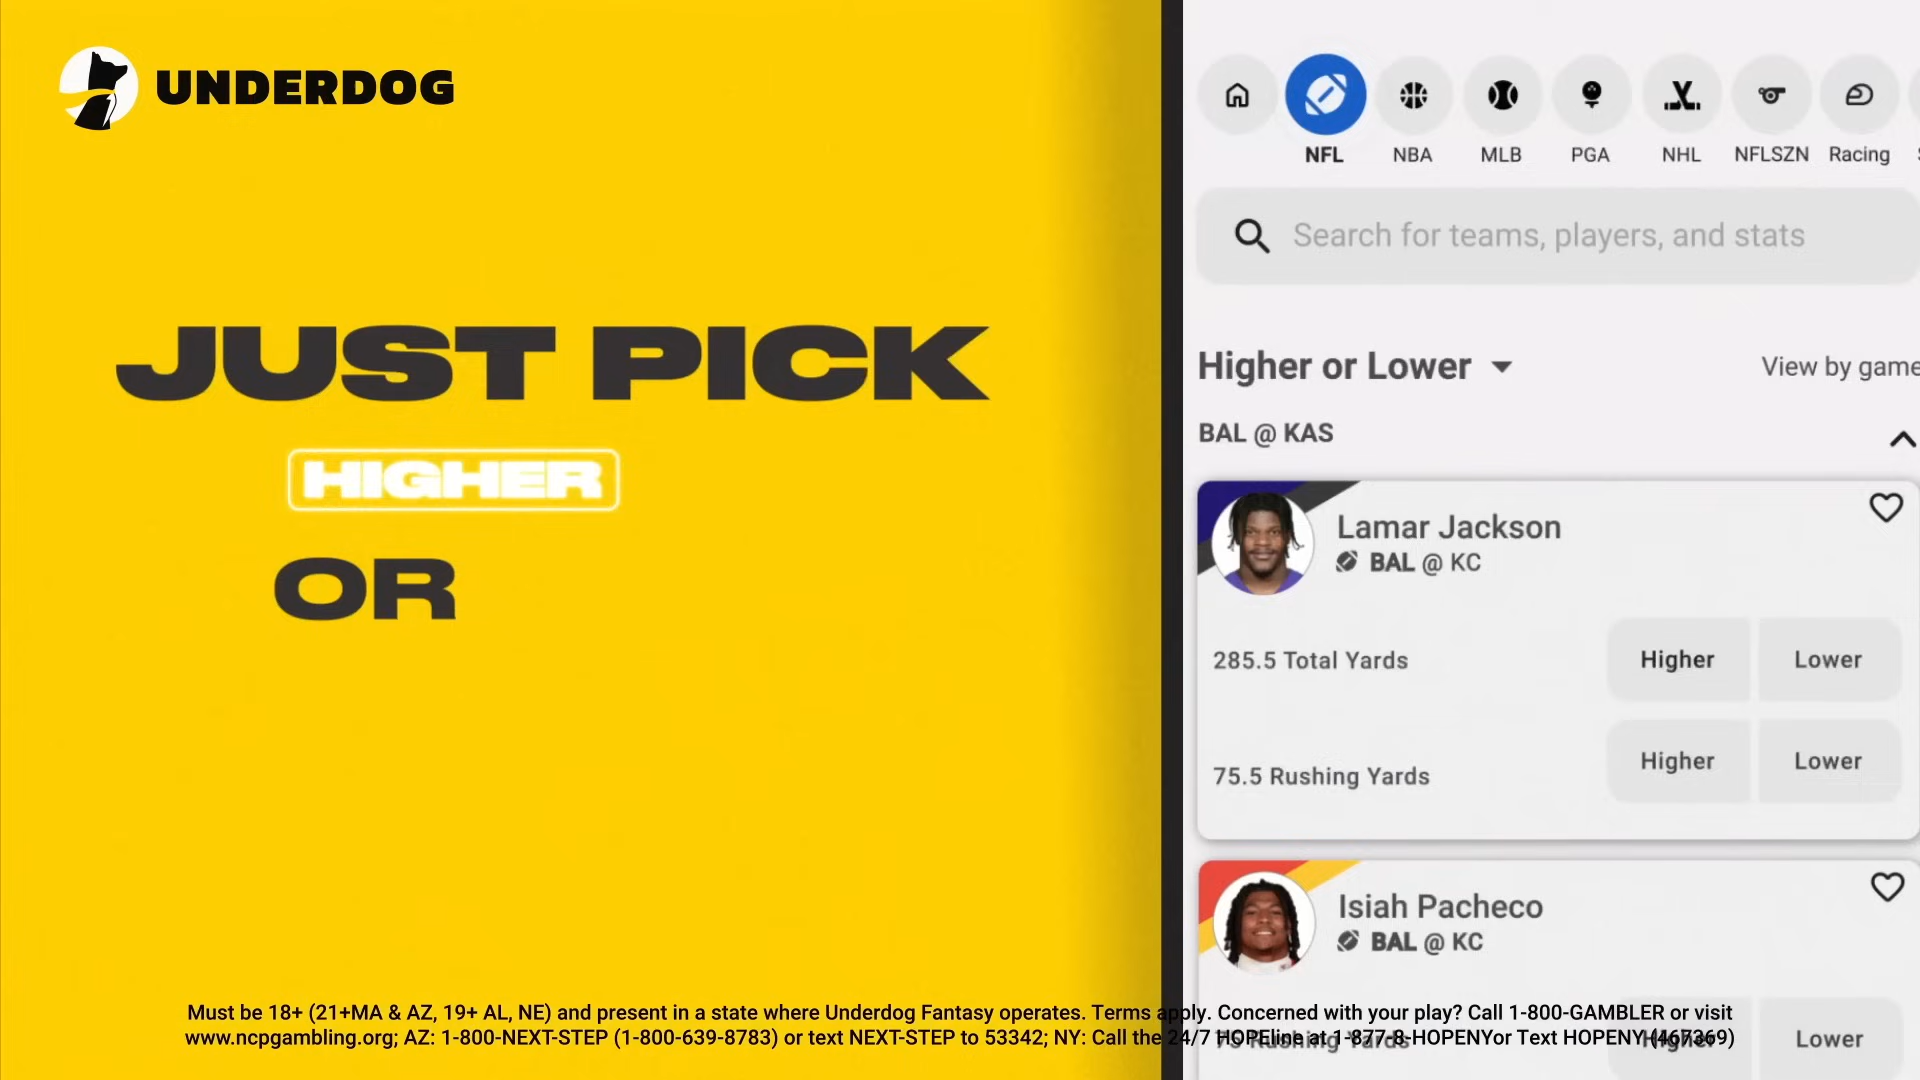 UNDERDOG
JUST PICK
HIGHER
OR
NFL
NBA
MLB
PGA
NHL
NFLSZN
Racing
Search for teams, players, and stats
Higher or Lower
View by game
BAL @ KAS
Lamar Jackson
BAL @ KC
285.5 Total Yards
Higher
Lower
75.5 Rushing Yards
Higher
Lower
Isiah Pacheco
BAL @ KC
75 Rushing Yards
Higher
Lower
Must be 18+ (21+MA & AZ, 19+ AL, NE) and present in a state where Underdog Fantasy operates. Terms apply. Concerned with your play? Call 1-800-GAMBLER or visit
www.ncpgambling.org; AZ: 1-800-NEXT-STEP (1-800-639-8783) or text NEXT-STEP to 53342; NY: Call the 24/7 HOPEline at 1-877-8-HOPENYor Text HOPENY (467369)